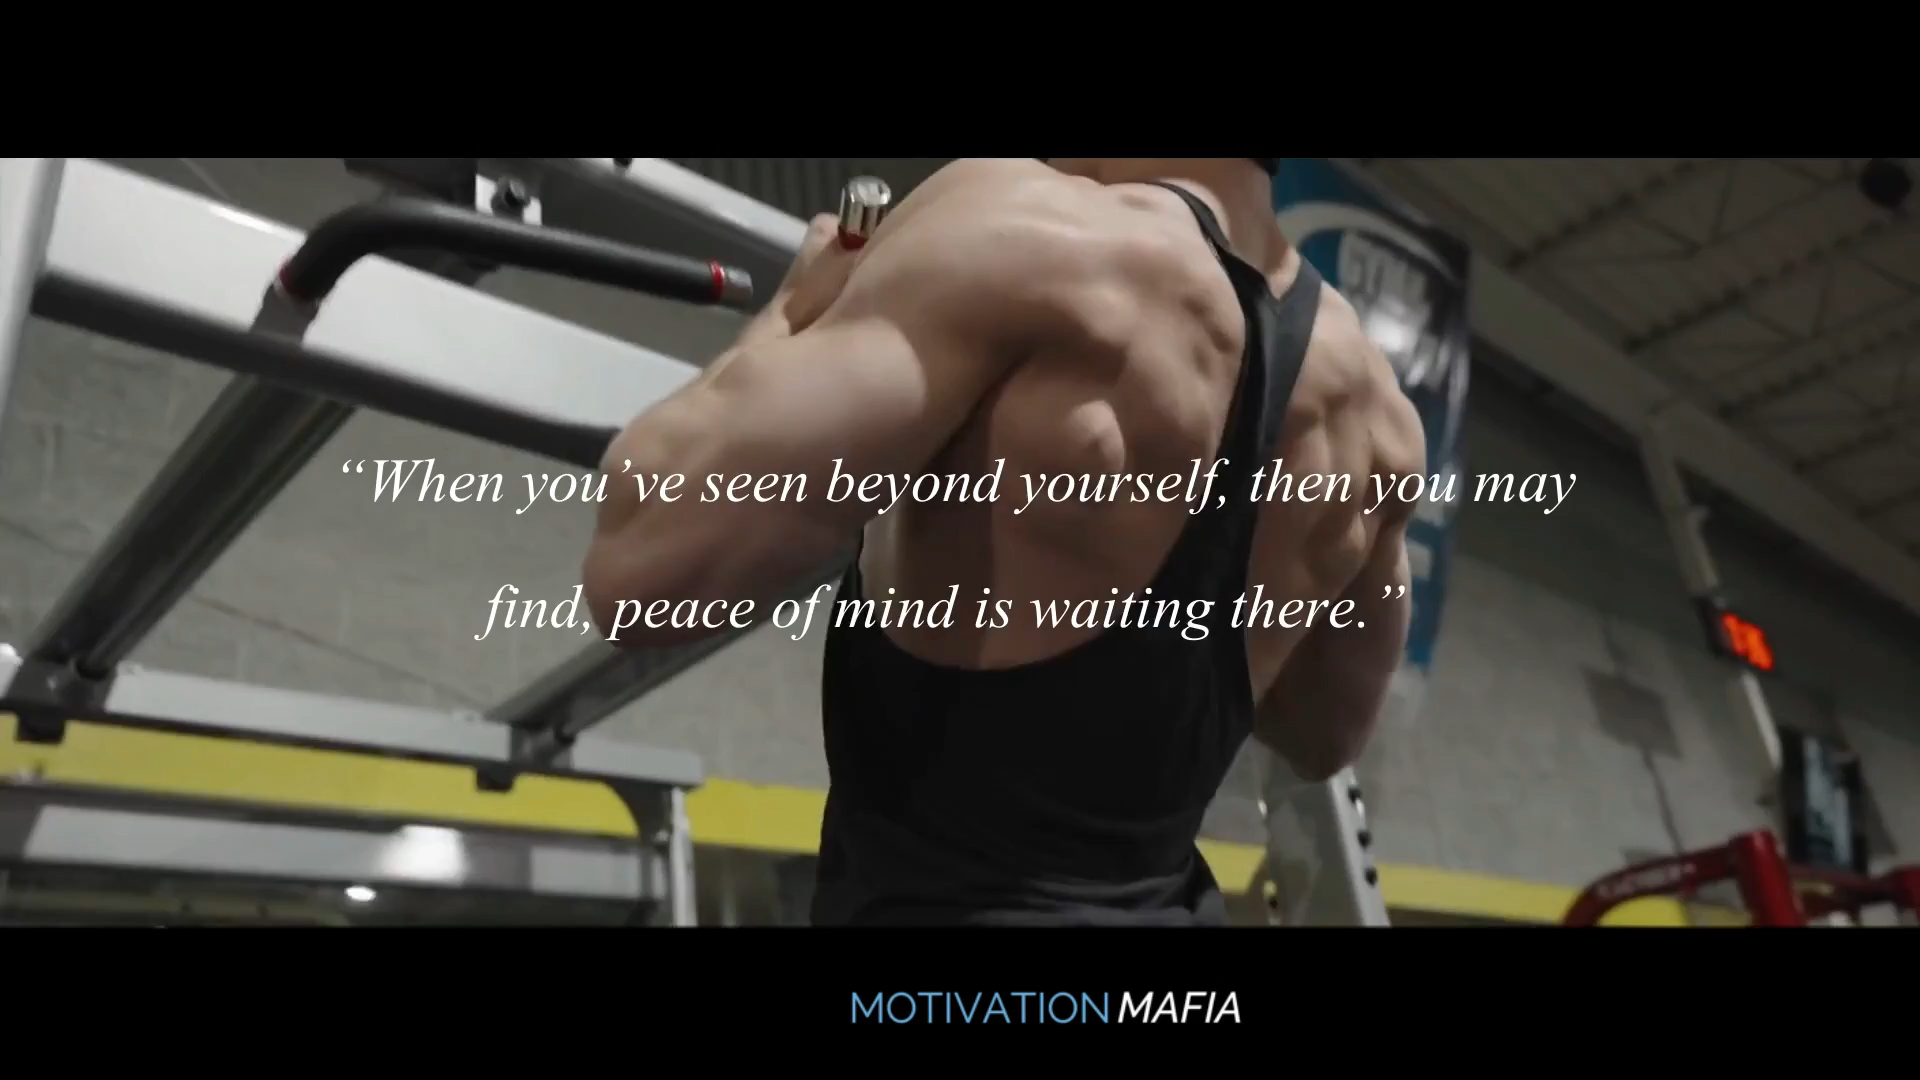 “When you’ve seen beyond yourself, then you may
find, peace of mind is waiting there.”
MOTIVATION MAFIA